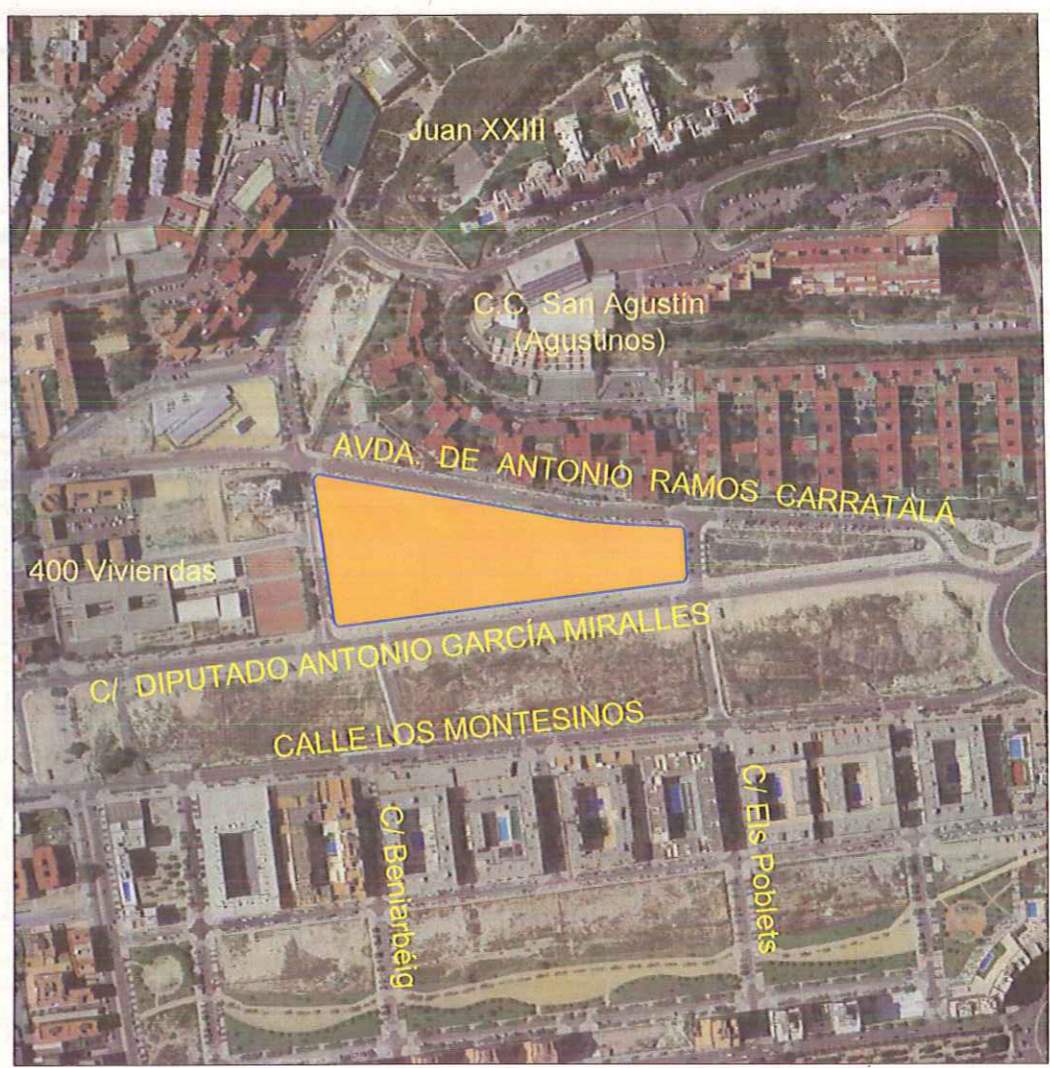 Juan XXIII
C.C. San Agustín
(Agustinos)
AVDA. DE ANTONIO RAMOS CARRATALÁ
400 Viviendas
C/ DIPUTADO ANTONIO GARCÍA MIRALLES
CALLE LOS MONTESINOS
C/ Beniarbéig
C/ Els Poblets